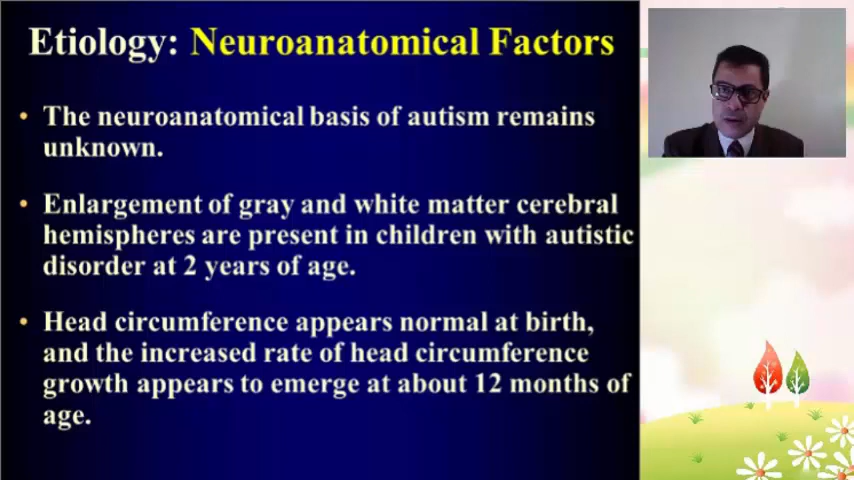 Etiology: Neuroanatomical Factors
• The neuroanatomical basis of autism remains
unknown.
• Enlargement of gray and white matter cerebral
hemispheres are present in children with autistic
disorder at 2 years of age.
• Head circumference appears normal at birth,
and the increased rate of head circumference
growth appears to emerge at about 12 months of
age.